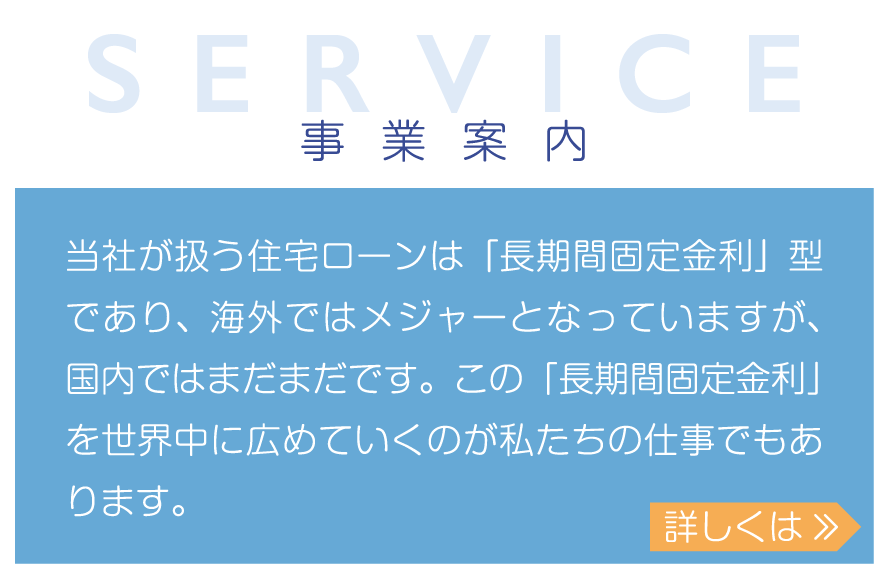 SERVICE
事業案内
当社が扱う住宅ローンは「長期間固定金利」型
であり、海外ではメジャーとなっていますが、
国内ではまだまだです。この「長期間固定金利」
を世界中に広めていくのが私たちの仕事でもあ
ります。
詳しくは